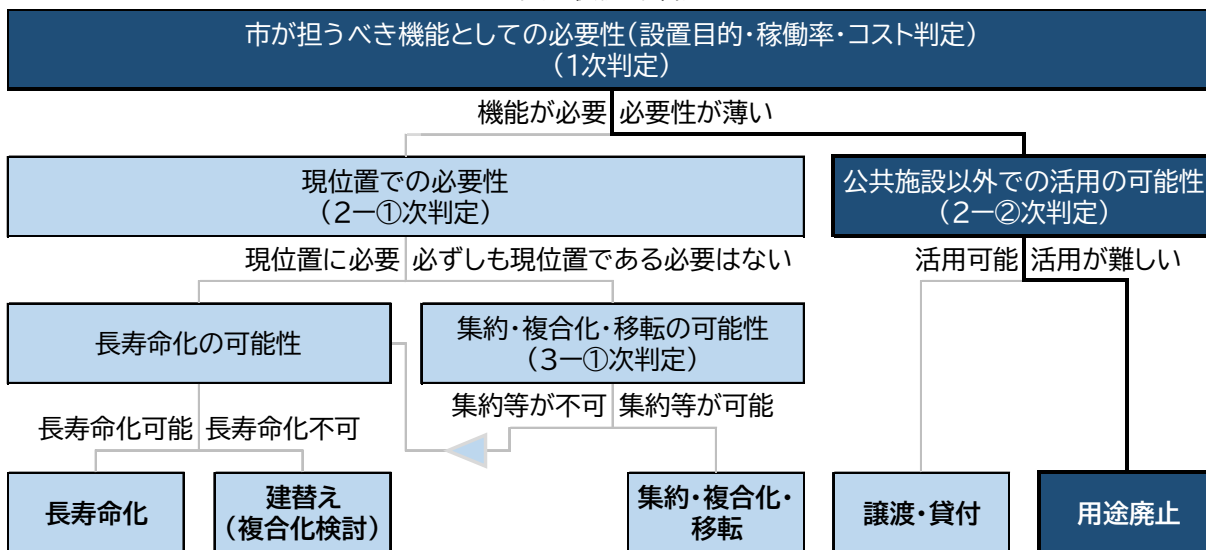 市が担うべき機能としての必要性(設置目的・稼働率・コスト判定)
(1次判定)
機能が必要 必要性が薄い
現位置での必要性
(2ー①次判定)
公共施設以外での活用の可能性
(2ー②次判定)
現位置に必要 必ずしも現位置である必要はない
活用可能 活用が難しい
長寿命化の可能性
集約・複合化・移転の可能性
(3ー①次判定)
集約等が不可 集約等が可能
長寿命化可能 長寿命化不可
長寿命化
建替え
(複合化検討)
集約・複合化・
移転
譲渡・貸付
用途廃止